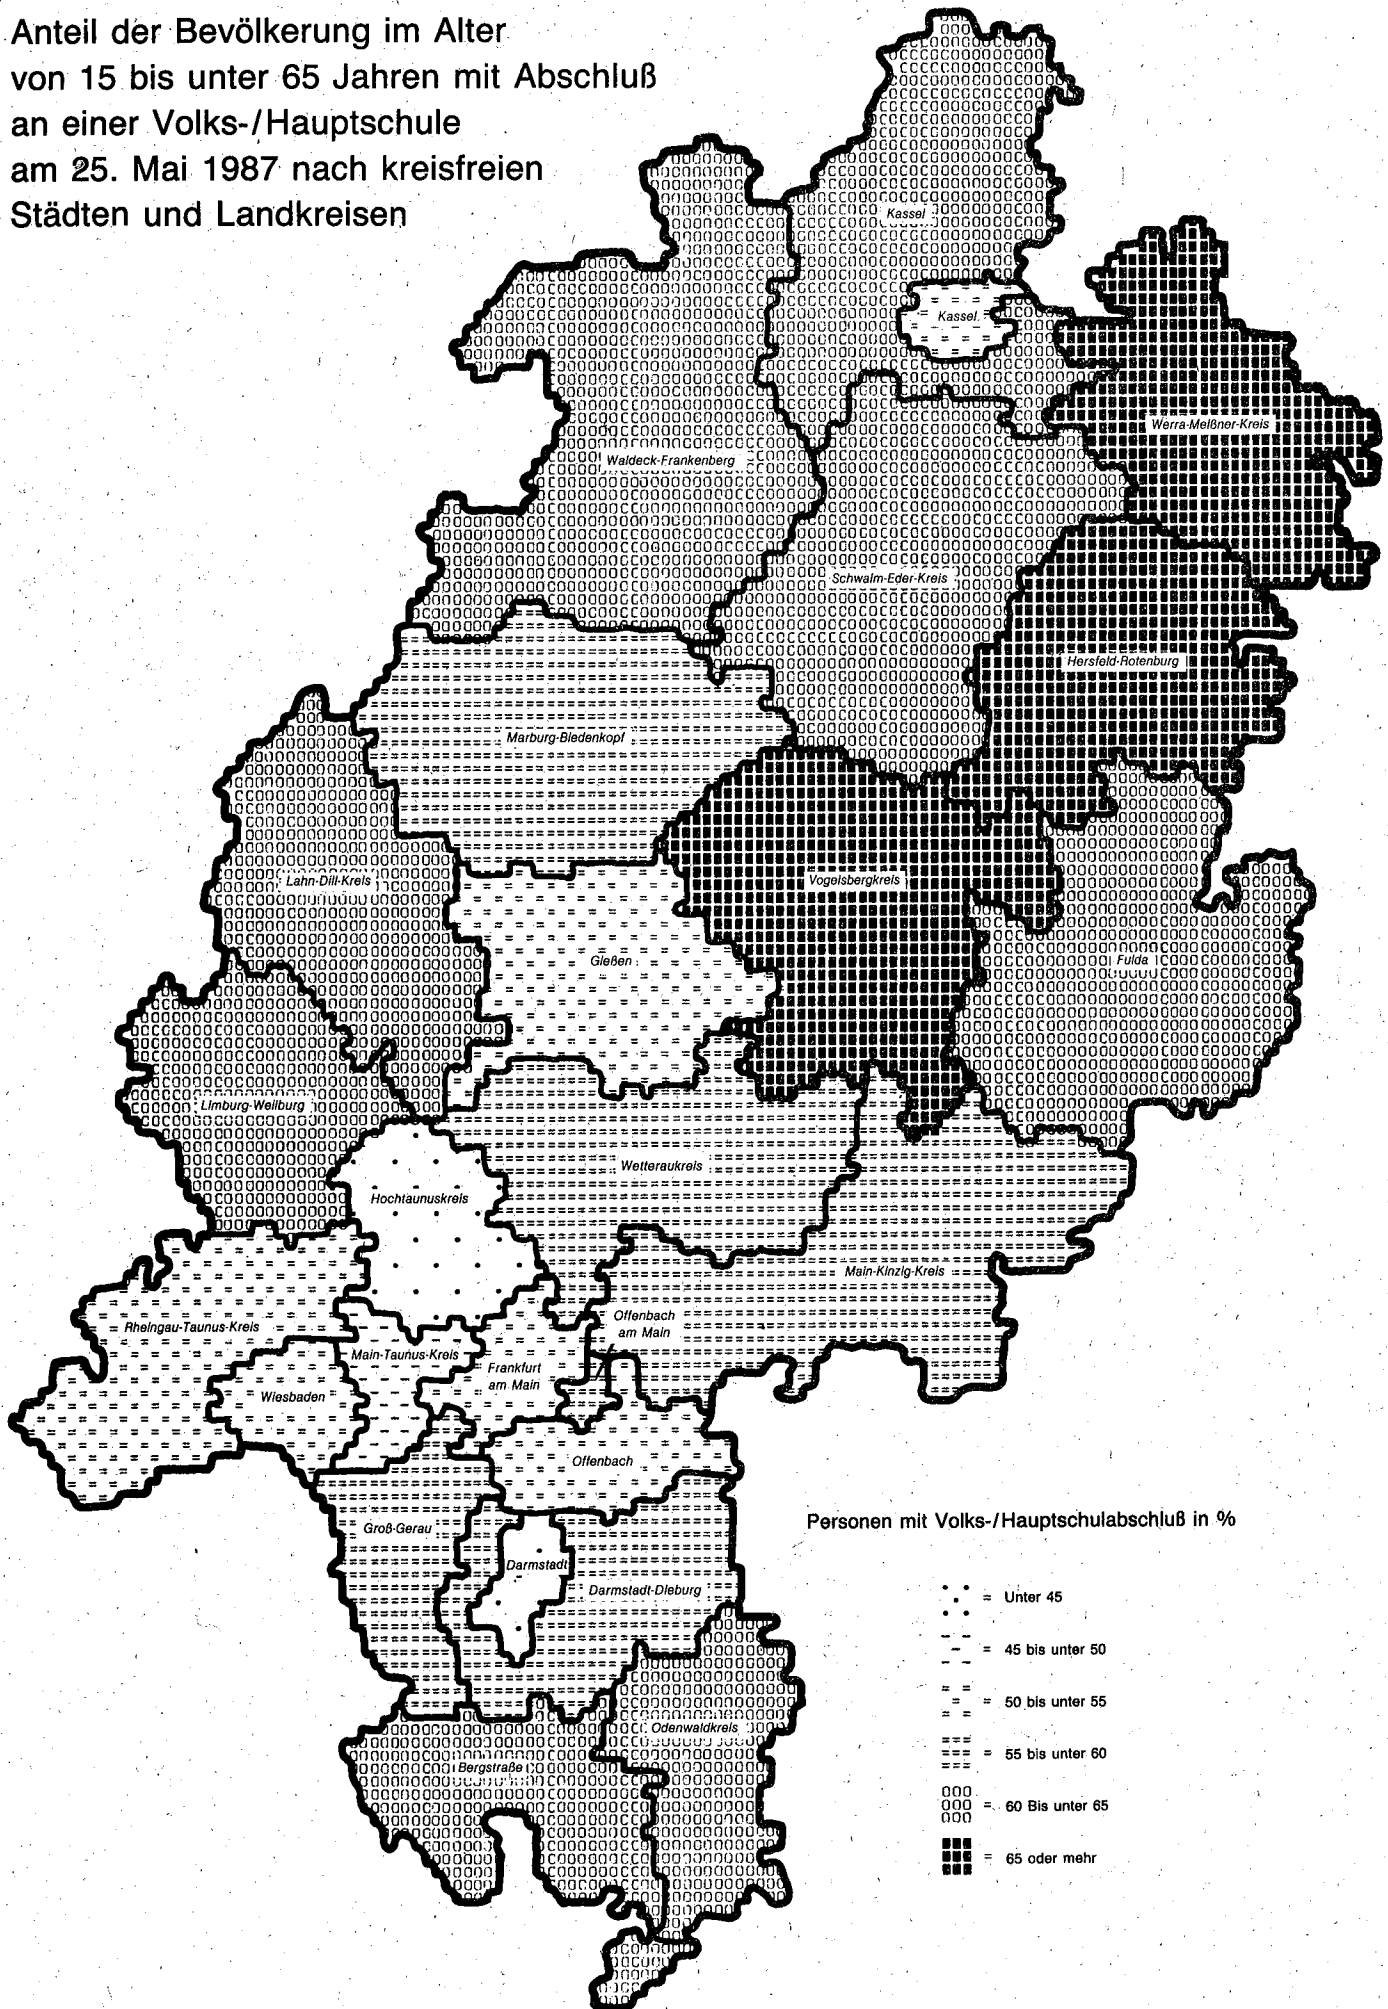 Anteil der Bevölkerung im Alter
von 15 bis unter 65 Jahren mit Abschluß
an einer Volks-/Hauptschule
am 25. Mai 1987 nach kreisfreien
Städten und Landkreisen
Kassel
Kassel
Werra-Meißner-Kreis
Waldeck-Frankenberg
Schwalm-Eder-Kreis
Hersfeld-Rotenburg
Marburg-Biedenkopf
Lahn-Dill-Kreis
Vogelsbergkreis
Gießen
Fulda
Limburg-Weilburg
Wetteraukreis
Hochtaunuskreis
Main-Kinzig-Kreis
Offenbach
am Main
Rheingau-Taunus-Kreis
Main-Taunus-Kreis
Frankfurt
am Main
Wiesbaden
Offenbach
Groß-Gerau
Darmstadt
Darmstadt-Dieburg
Odenwaldkreis
Bergstraße
Personen mit Volks-/Hauptschulabschluß in %
= Unter 45
= 45 bis unter 50
= 50 bis unter 55
= 55 bis unter 60
= 60 Bis unter 65
= 65 oder mehr